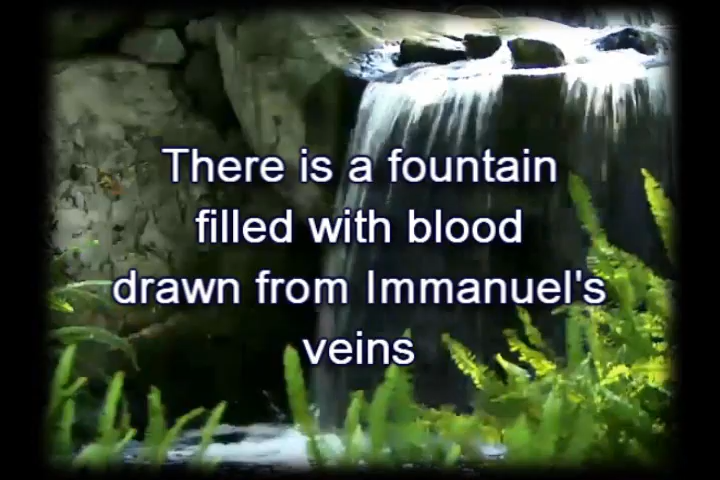 There is a fountain
filled with blood
drawn from Immanuel's
veins